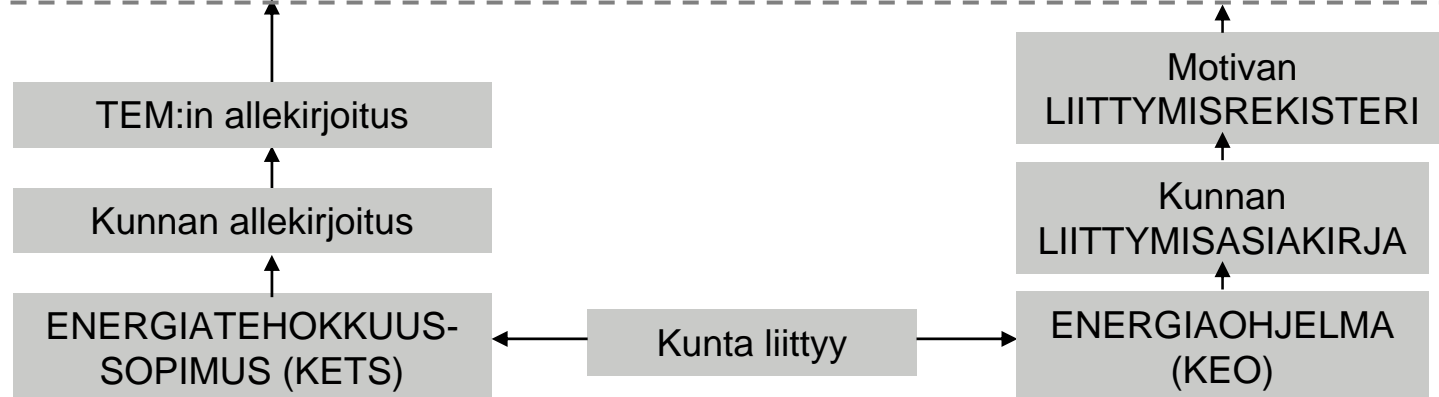 TEM:in allekirjoitus
Kunnan allekirjoitus
ENERGIATEHOKKUUS-
SOPIMUS (KETS)
Kunta liittyy
Motivan
LIITTYMISREKISTERI
Kunnan
LIITTYMISASIAKIRJA
ENERGIAOHJELMA
(KEO)